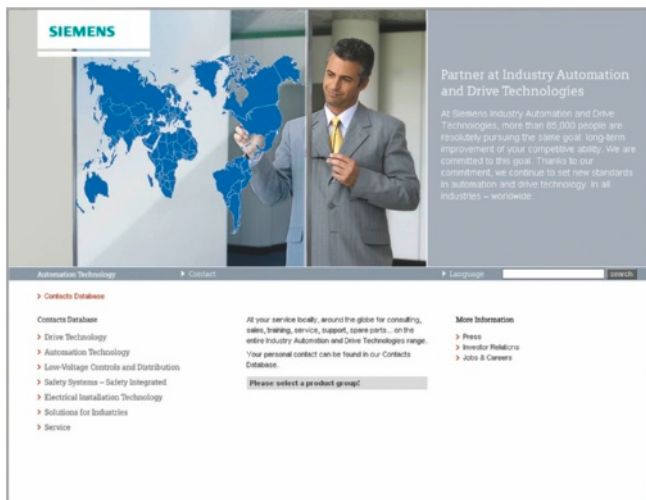 SIEMENS
Partner at Industry Automation
and Drive Technologies
At Siemens Industry Automation and Drive
Technologies, more than 85,000 people are
resolutely pursuing the same goal: long-term
improvement of your competitive ability. We are
committed to this goal. Thanks to our
commitment, we continue to set new standards
in automation and drive technology. In all
industries – worldwide.
Automation Technology
Contact
Language
search
Contacts Database
Contacts Database
Drive Technology
Automation Technology
Low-Voltage Controls and Distribution
Safety Systems – Safety Integrated
Electrical Installation Technology
Solutions for Industries
Service
At your service locally, around the globe for consulting,
sales, training, service, support, spare parts... on the
entire Industry Automation and Drive Technologies range.
Your personal contact can be found in our Contacts
Database.
Please select a product group!
More Information
Press
Investor Relations
Jobs & Careers